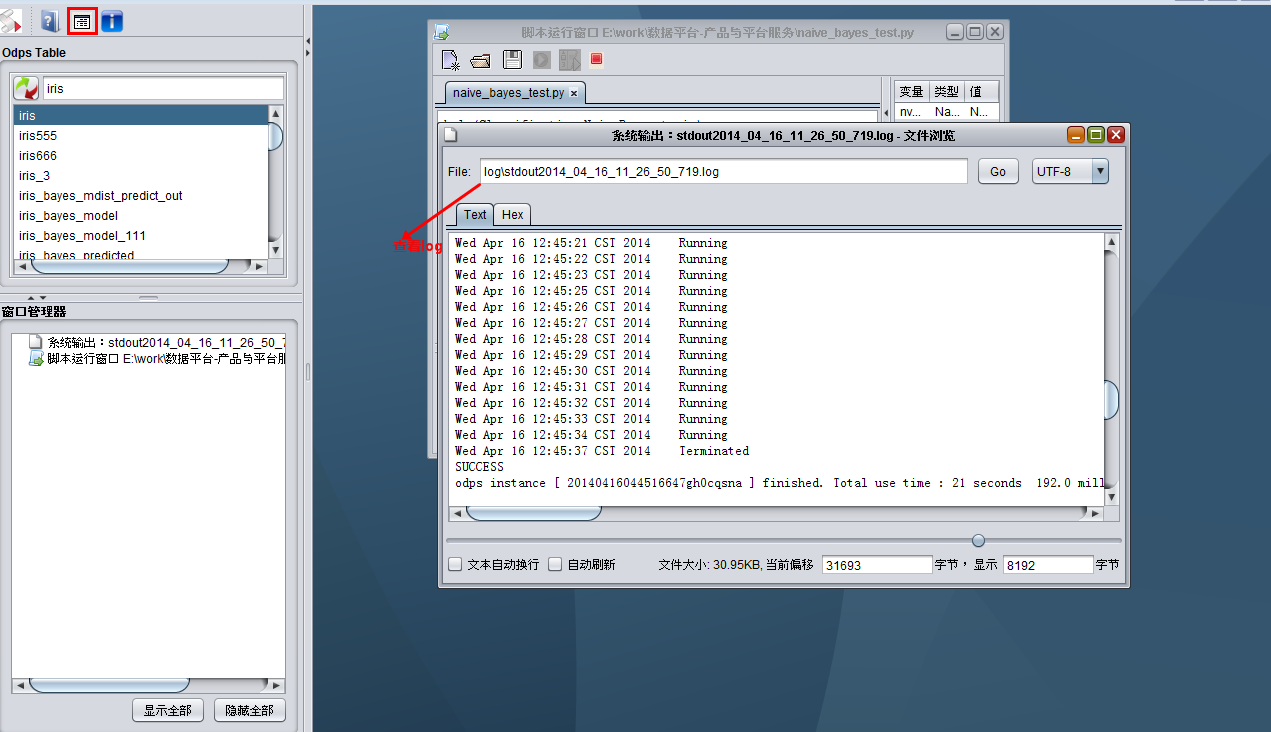 Odps Table
iris
iris
iris555
iris666
iris_3
iris_bayes_mdist_predict_out
iris_bayes_model
iris_bayes_model_111
iris_bayes_predicted
窗口管理器
系统输出：stdout2014_04_16_11_26_50_7
脚本运行窗口 E:\work\数据平台-产品与平台服
显示全部
隐藏全部
脚本运行窗口 E:\work\数据平台-产品与平台服务\naive_bayes_test.py
naive_bayes_test.py
变量 类型 值
nv... Na... N...
系统输出：stdout2014_04_16_11_26_50_719.log - 文件浏览
File: log\stdout2014_04_16_11_26_50_719.log Go UTF-8
log
Text Hex
Wed Apr 16 12:45:21 CST 2014 Running
Wed Apr 16 12:45:22 CST 2014 Running
Wed Apr 16 12:45:23 CST 2014 Running
Wed Apr 16 12:45:25 CST 2014 Running
Wed Apr 16 12:45:26 CST 2014 Running
Wed Apr 16 12:45:27 CST 2014 Running
Wed Apr 16 12:45:28 CST 2014 Running
Wed Apr 16 12:45:29 CST 2014 Running
Wed Apr 16 12:45:30 CST 2014 Running
Wed Apr 16 12:45:31 CST 2014 Running
Wed Apr 16 12:45:32 CST 2014 Running
Wed Apr 16 12:45:33 CST 2014 Running
Wed Apr 16 12:45:34 CST 2014 Running
Wed Apr 16 12:45:37 CST 2014 Terminated
SUCCESS
odps instance [ 20140416044516647gh0cqsna ] finished. Total use time : 21 seconds 192.0 mill
文本自动换行 自动刷新 文件大小: 30.95KB, 当前偏移 31693 字节，显示 8192 字节